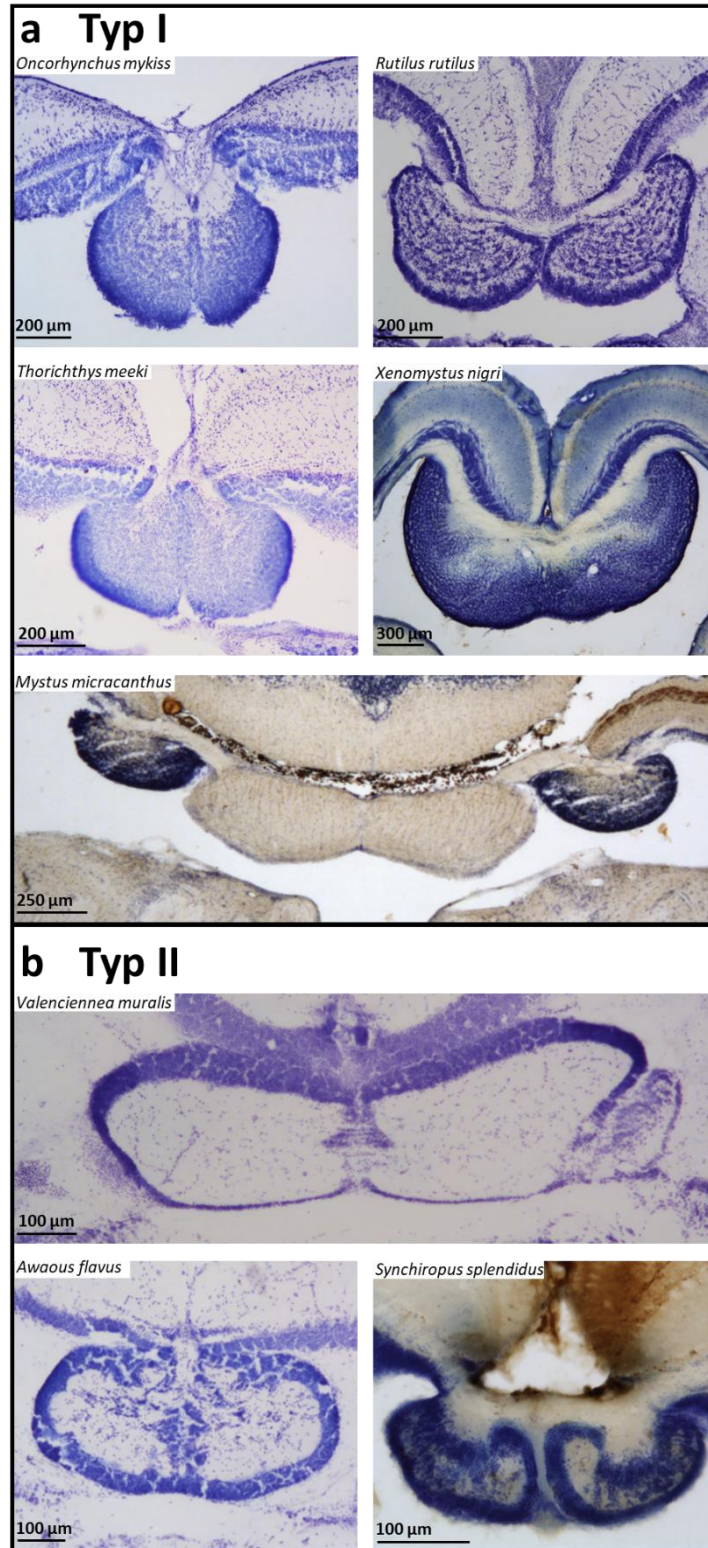 a Typ I
Oncorhynchus mykiss
200 µm
Rutilus rutilus
200 µm
Thorichthys meeki
200 µm
Xenomystus nigri
300 µm
Mystus micracanthus
250 µm
b Typ II
Valenciennea muralis
100 µm
Awaous flavus
100 µm
Synchiropus splendidus
100 µm